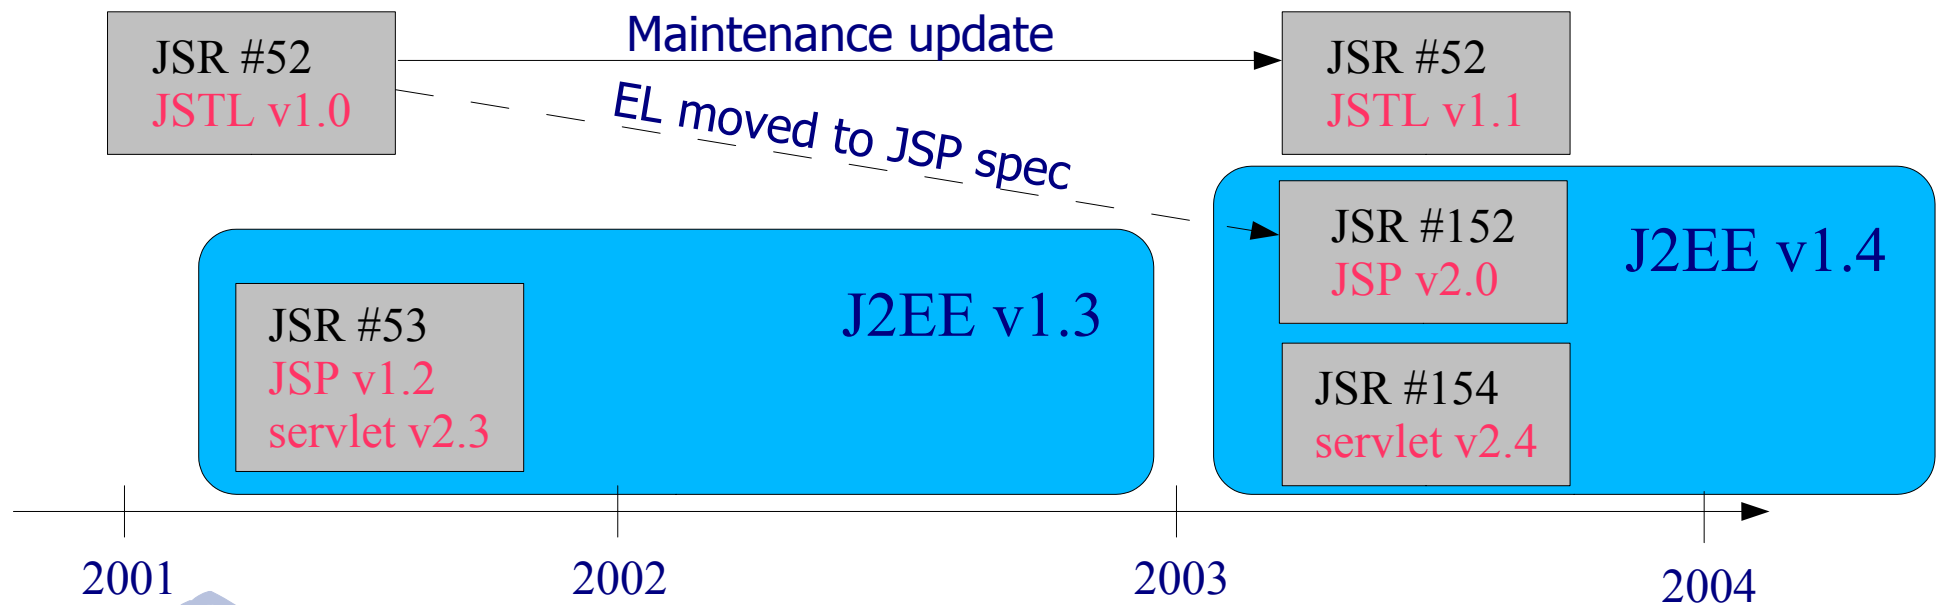 JSR #52
JSTL v1.0
Maintenance update
EL moved to JSP spec
JSR #52
JSTL v1.1
JSR #53
JSP v1.2
servlet v2.3
J2EE v1.3
JSR #152
JSP v2.0
J2EE v1.4
JSR #154
servlet v2.4
2001
2002
2003
2004